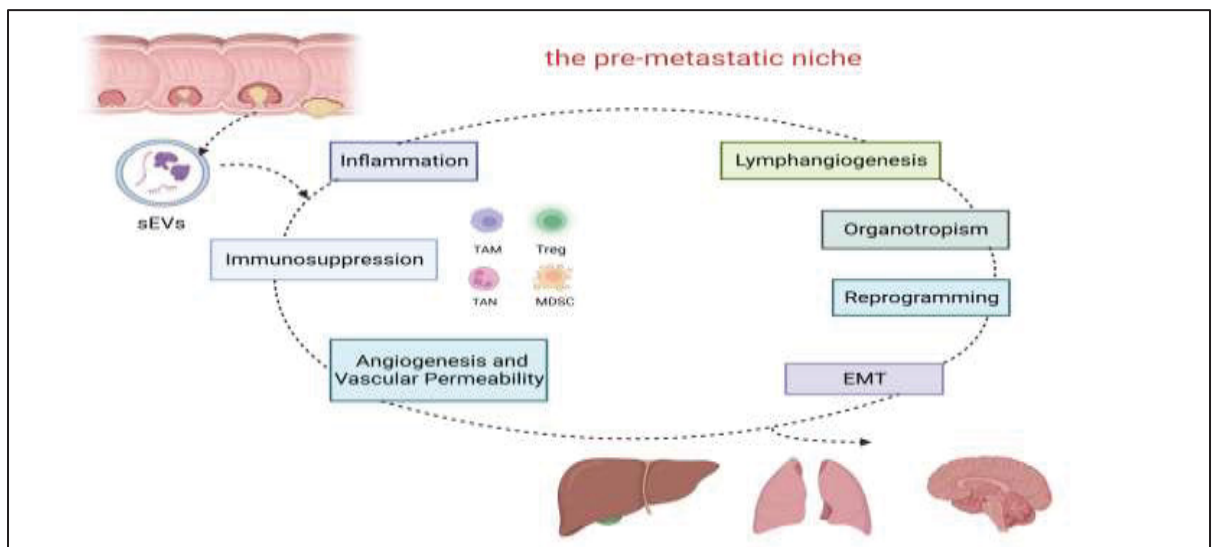 the pre-metastatic niche
Inflammation
Lymphangiogenesis
sEVs
TAM
Treg
Organotropism
Immunosuppression
TAN
MDSC
Reprogramming
Angiogenesis and
Vascular Permeability
EMT